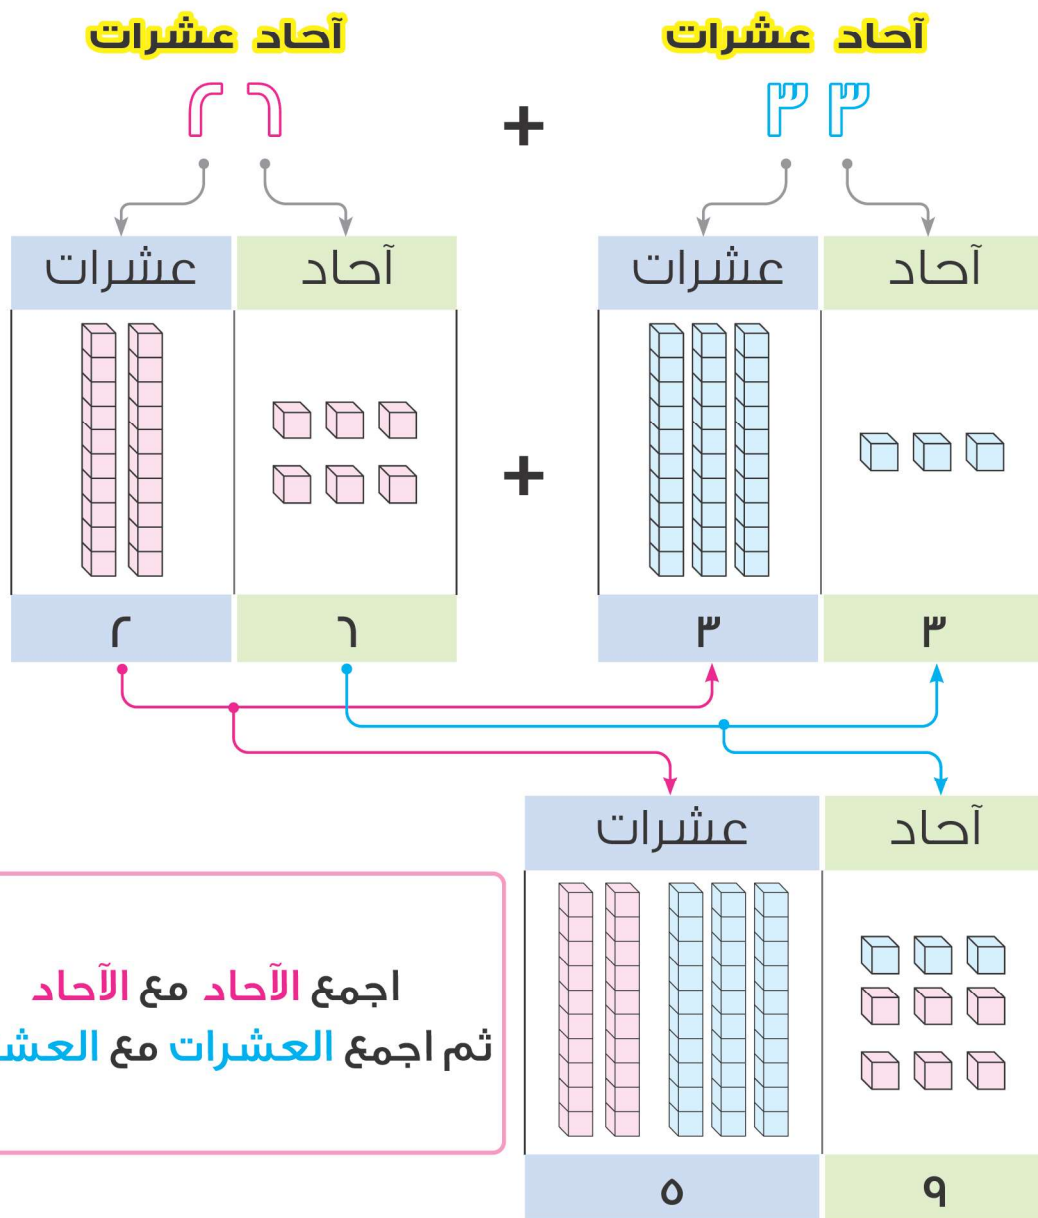 آحاد عشرات
آحاد عشرات
٣٣ + ٢٦
آحاد عشرات
آحاد عشرات
+
٣ ٣
٦ ٢
آحاد عشرات
اجمع الآحاد مع الآحاد
ثم اجمع العشرات مع العش
٩ ٥